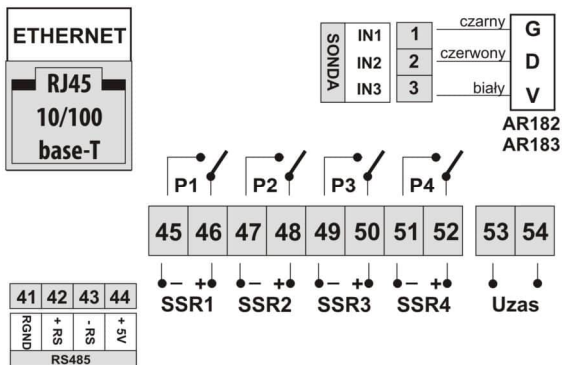 ETHERNET
RJ45
10/100
base-T
SONDA
IN1 1 czarny G
IN2 2 czerwony D
IN3 3 biały V
AR182
AR183
P1 P2 P3 P4
45 46 47 48 49 50 51 52 53 54
- + - + - + - +
SSR1 SSR2 SSR3 SSR4 Uzas
41 42 43 44
RGND + RS - RS + 5V
RS485